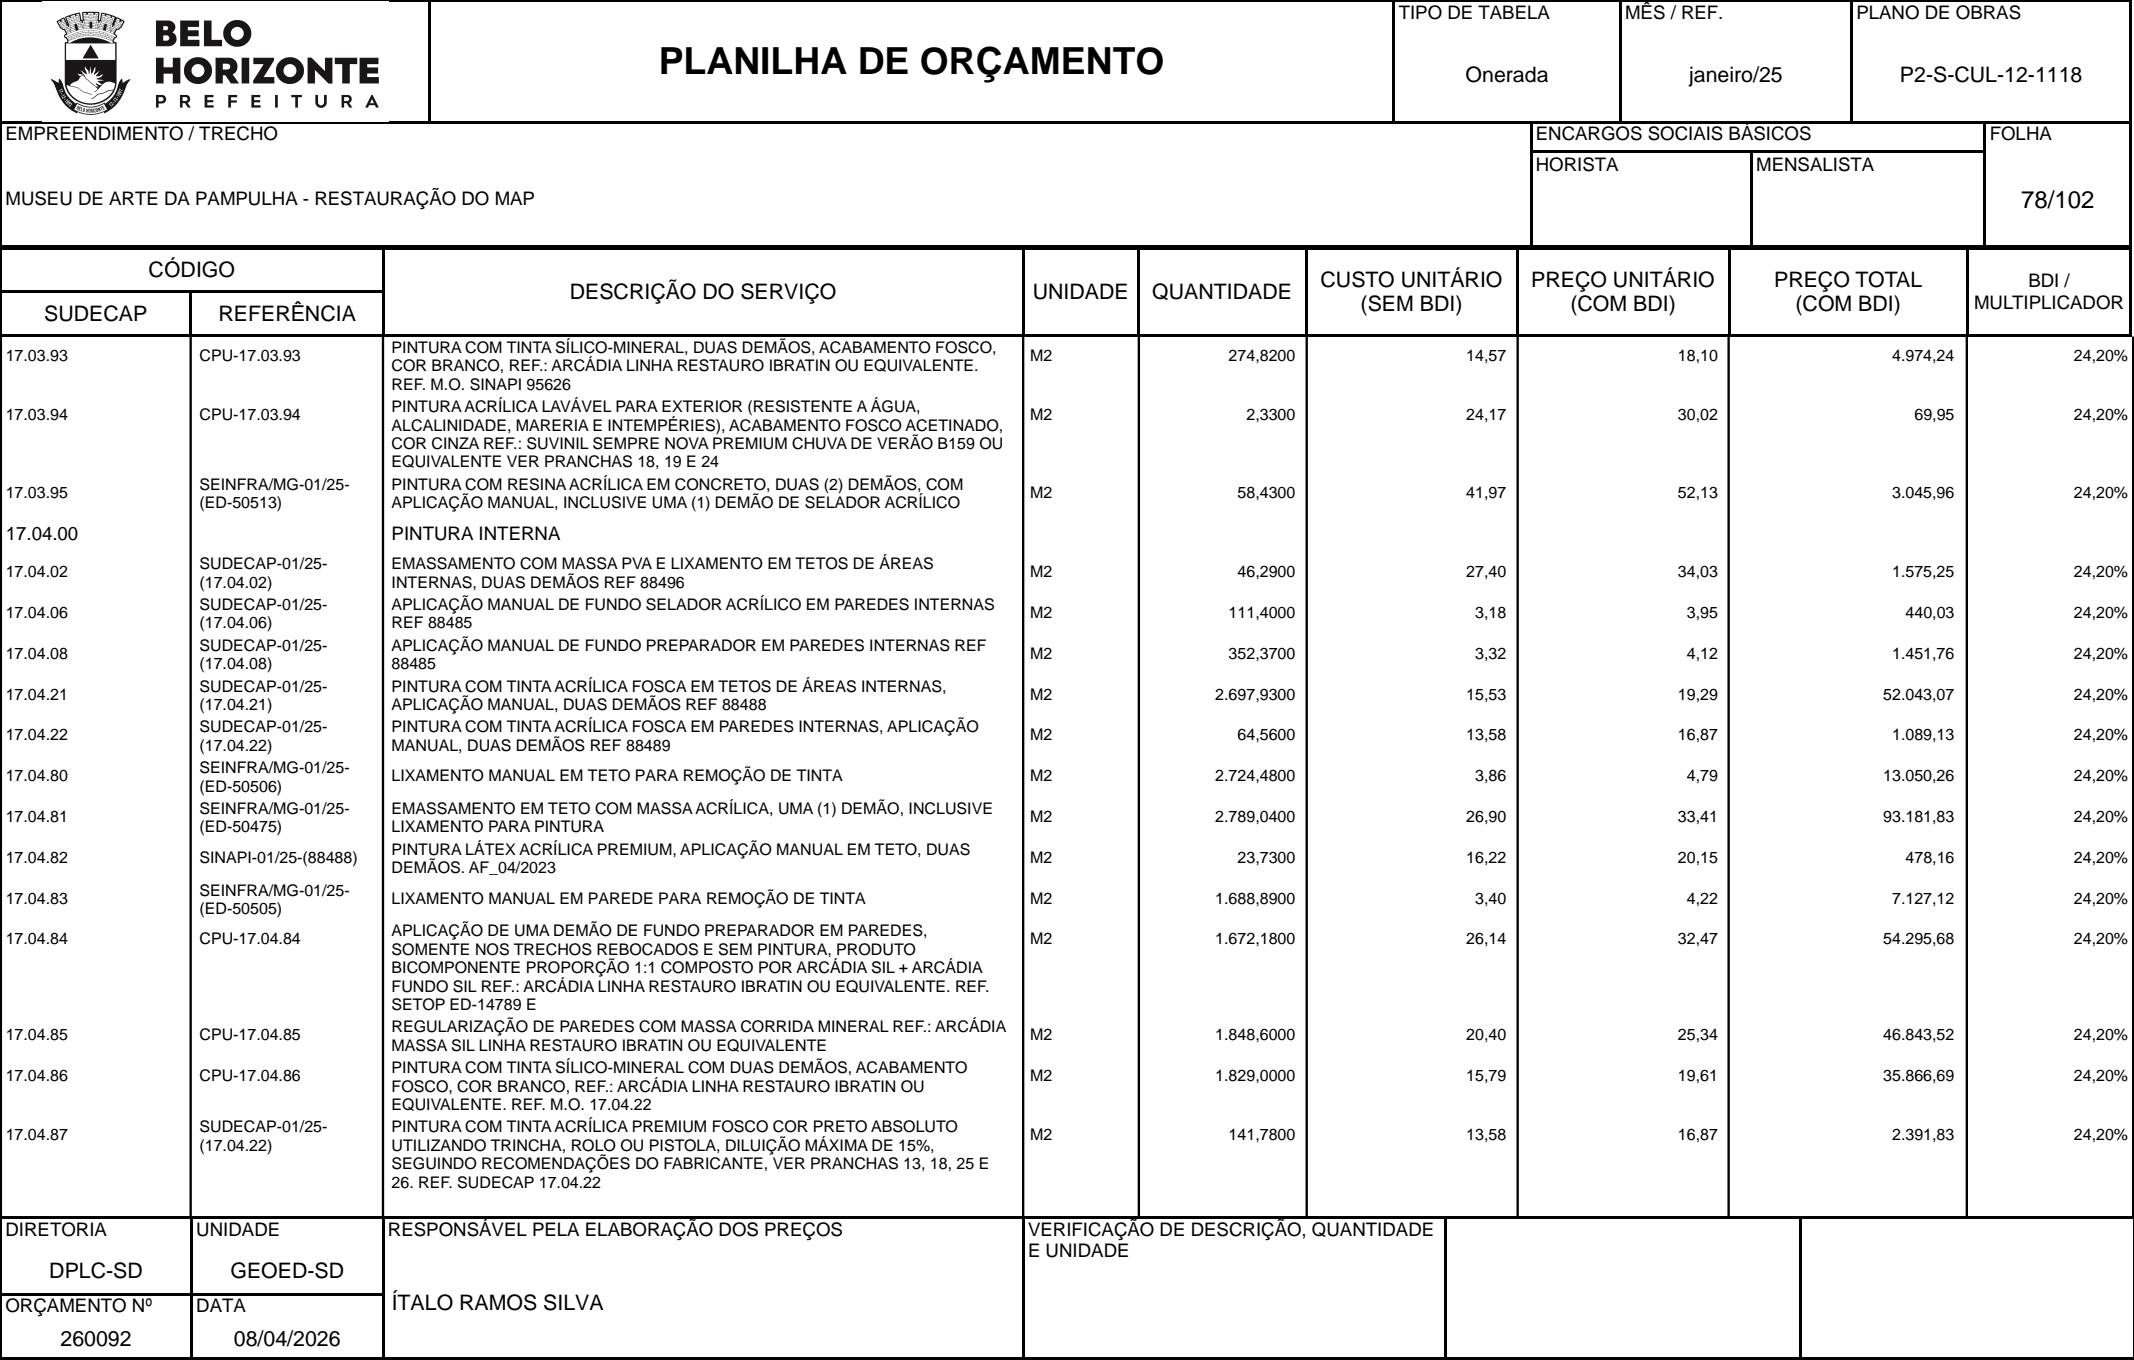 BELO
HORIZONTE
PREFEITURA
PLANILHA DE ORÇAMENTO
TIPO DE TABELA
Onerada
MÊS / REF.
janeiro/25
PLANO DE OBRAS
P2-S-CUL-12-1118
EMPREENDIMENTO / TRECHO
MUSEU DE ARTE DA PAMPULHA - RESTAURAÇÃO DO MAP
ENCARGOS SOCIAIS BÁSICOS
HORISTA
MENSALISTA
FOLHA
78/102
CÓDIGO
SUDECAP
REFERÊNCIA
DESCRIÇÃO DO SERVIÇO
UNIDADE
QUANTIDADE
CUSTO UNITÁRIO
(SEM BDI)
PREÇO UNITÁRIO
(COM BDI)
PREÇO TOTAL
(COM BDI)
BDI /
MULTIPLICADOR
17.03.93 CPU-17.03.93 PINTURA COM TINTA SÍLICO-MINERAL, DUAS DEMÃOS, ACABAMENTO FOSCO, M2 274,8200 14,57 18,10 4.974,24 24,20%
COR BRANCO, REF.: ARCÁDIA LINHA RESTAURO IBRATIN OU EQUIVALENTE.
REF. M.O. SINAPI 95626
17.03.94 CPU-17.03.94 PINTURA ACRÍLICA LAVÁVEL PARA EXTERIOR (RESISTENTE A ÁGUA, M2 2,3300 24,17 30,02 69,95 24,20%
ALCALINIDADE, MARERIA E INTEMPÉRIES), ACABAMENTO FOSCO ACETINADO,
COR CINZA REF.: SUVINIL SEMPRE NOVA PREMIUM CHUVA DE VERÃO B159 OU
EQUIVALENTE VER PRANCHAS 18, 19 E 24
17.03.95 SEINFRA/MG-01/25- PINTURA COM RESINA ACRÍLICA EM CONCRETO, DUAS (2) DEMÃOS, COM M2 58,4300 41,97 52,13 3.045,96 24,20%
(ED-50513) APLICAÇÃO MANUAL, INCLUSIVE UMA (1) DEMÃO DE SELADOR ACRÍLICO
17.04.00 PINTURA INTERNA
17.04.02 SUDECAP-01/25- EMASSAMENTO COM MASSA PVA E LIXAMENTO EM TETOS DE ÁREAS M2 46,2900 27,40 34,03 1.575,25 24,20%
(17.04.02) INTERNAS, DUAS DEMÃOS REF 88496
17.04.06 SUDECAP-01/25- APLICAÇÃO MANUAL DE FUNDO SELADOR ACRÍLICO EM PAREDES INTERNAS M2 111,4000 3,18 3,95 440,03 24,20%
(17.04.06) REF 88485
17.04.08 SUDECAP-01/25- APLICAÇÃO MANUAL DE FUNDO PREPARADOR EM PAREDES INTERNAS REF M2 352,3700 3,32 4,12 1.451,76 24,20%
(17.04.08) 88485
17.04.21 SUDECAP-01/25- PINTURA COM TINTA ACRÍLICA FOSCA EM TETOS DE ÁREAS INTERNAS, M2 2.697,9300 15,53 19,29 52.043,07 24,20%
(17.04.21) APLICAÇÃO MANUAL, DUAS DEMÃOS REF 88488
17.04.22 SUDECAP-01/25- PINTURA COM TINTA ACRÍLICA FOSCA EM PAREDES INTERNAS, APLICAÇÃO M2 64,5600 13,58 16,87 1.089,13 24,20%
(17.04.22) MANUAL, DUAS DEMÃOS REF 88489
17.04.80 SEINFRA/MG-01/25- LIXAMENTO MANUAL EM TETO PARA REMOÇÃO DE TINTA M2 2.724,4800 3,86 4,79 13.050,26 24,20%
(ED-50506)
17.04.81 SEINFRA/MG-01/25- EMASSAMENTO EM TETO COM MASSA ACRÍLICA, UMA (1) DEMÃO, INCLUSIVE M2 2.789,0400 26,90 33,41 93.181,83 24,20%
(ED-50475) LIXAMENTO PARA PINTURA
17.04.82 SINAPI-01/25-(88488) PINTURA LÁTEX ACRÍLICA PREMIUM, APLICAÇÃO MANUAL EM TETO, DUAS M2 23,7300 16,22 20,15 478,16 24,20%
DEMÃOS. AF_04/2023
17.04.83 SEINFRA/MG-01/25- LIXAMENTO MANUAL EM PAREDE PARA REMOÇÃO DE TINTA M2 1.688,8900 3,40 4,22 7.127,12 24,20%
(ED-50505)
17.04.84 CPU-17.04.84 APLICAÇÃO DE UMA DEMÃO DE FUNDO PREPARADOR EM PAREDES, M2 1.672,1800 26,14 32,47 54.295,68 24,20%
SOMENTE NOS TRECHOS REBOCADOS E SEM PINTURA, PRODUTO
BICOMPONENTE PROPORÇÃO 1:1 COMPOSTO POR ARCÁDIA SIL + ARCÁDIA
FUNDO SIL REF.: ARCÁDIA LINHA RESTAURO IBRATIN OU EQUIVALENTE. REF.
SETOP ED-14789 E
17.04.85 CPU-17.04.85 REGULARIZAÇÃO DE PAREDES COM MASSA CORRIDA MINERAL REF.: ARCÁDIA M2 1.848,6000 20,40 25,34 46.843,52 24,20%
MASSA SIL LINHA RESTAURO IBRATIN OU EQUIVALENTE
17.04.86 CPU-17.04.86 PINTURA COM TINTA SÍLICO-MINERAL COM DUAS DEMÃOS, ACABAMENTO M2 1.829,0000 15,79 19,61 35.866,69 24,20%
FOSCO, COR BRANCO, REF.: ARCÁDIA LINHA RESTAURO IBRATIN OU
EQUIVALENTE. REF. M.O. 17.04.22
17.04.87 SUDECAP-01/25- PINTURA COM TINTA ACRÍLICA PREMIUM FOSCO COR PRETO ABSOLUTO M2 141,7800 13,58 16,87 2.391,83 24,20%
(17.04.22) UTILIZANDO TRINCHA, ROLO OU PISTOLA, DILUIÇÃO MÁXIMA DE 15%,
SEGUINDO RECOMENDAÇÕES DO FABRICANTE, VER PRANCHAS 13, 18, 25 E
26. REF. SUDECAP 17.04.22
DIRETORIA
DPLC-SD
UNIDADE
GEOED-SD
RESPONSÁVEL PELA ELABORAÇÃO DOS PREÇOS
ÍTALO RAMOS SILVA
VERIFICAÇÃO DE DESCRIÇÃO, QUANTIDADE
E UNIDADE
ORÇAMENTO Nº
260092
DATA
08/04/2026